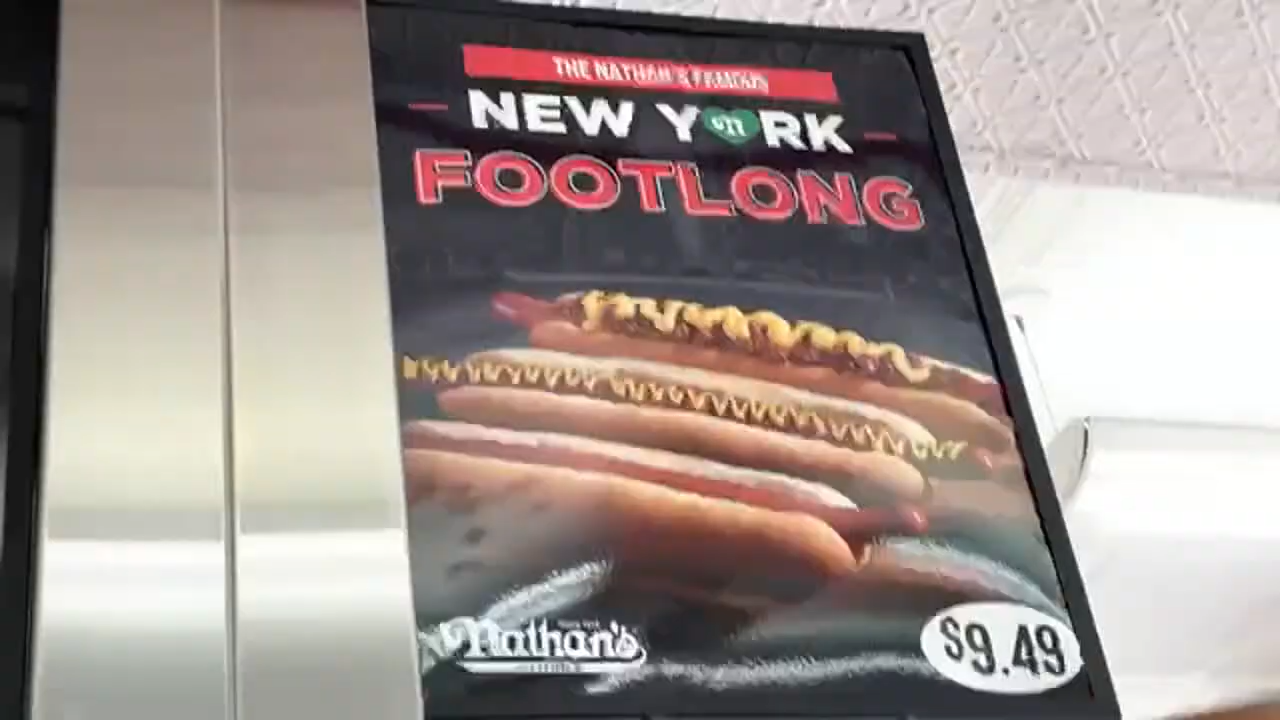 THE NATHAN'S FAMOUS
NEW YORK
FOOTLONG
Nathan's
$9.49